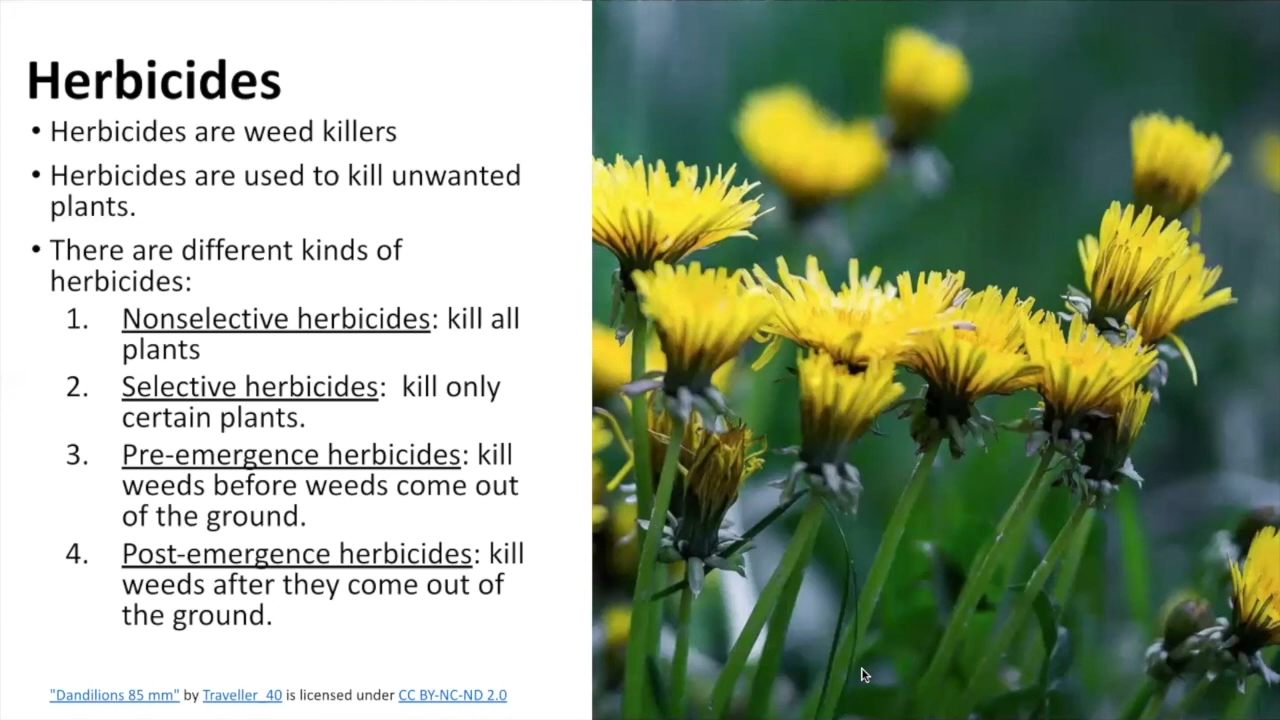 Herbicides
• Herbicides are weed killers
• Herbicides are used to kill unwanted
plants.
• There are different kinds of
herbicides:
1. Nonselective herbicides: kill all
plants
2. Selective herbicides:  kill only
certain plants.
3. Pre-emergence herbicides: kill
weeds before weeds come out
of the ground.
4. Post-emergence herbicides: kill
weeds after they come out of
the ground.
"Dandilions 85 mm" by Traveller_40 is licensed under CC BY-NC-ND 2.0